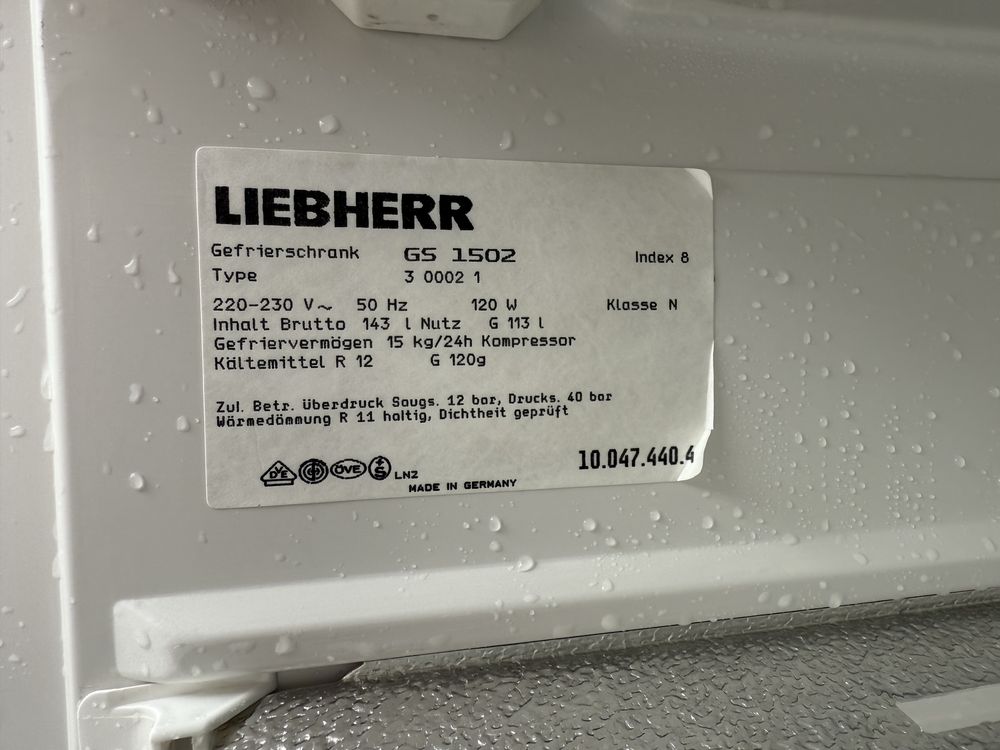 LIEBHERR
Gefrierschrank GS 1502 Index 8
Type 3 0002 1
220-230 V~ 50 Hz 120 W Klasse N
Inhalt Brutto 143 l Nutz G 113 l
Gefriervermögen 15 kg/24h Kompressor
Kältemittel R 12 G 120g
Zul. Betr. überdruck Saugs. 12 bar, Drucks. 40 bar
Wärmedämmung R 11 haltig, Dichtheit geprüft
10.047.440.4
VDE ÖVE S LN2
MADE IN GERMANY